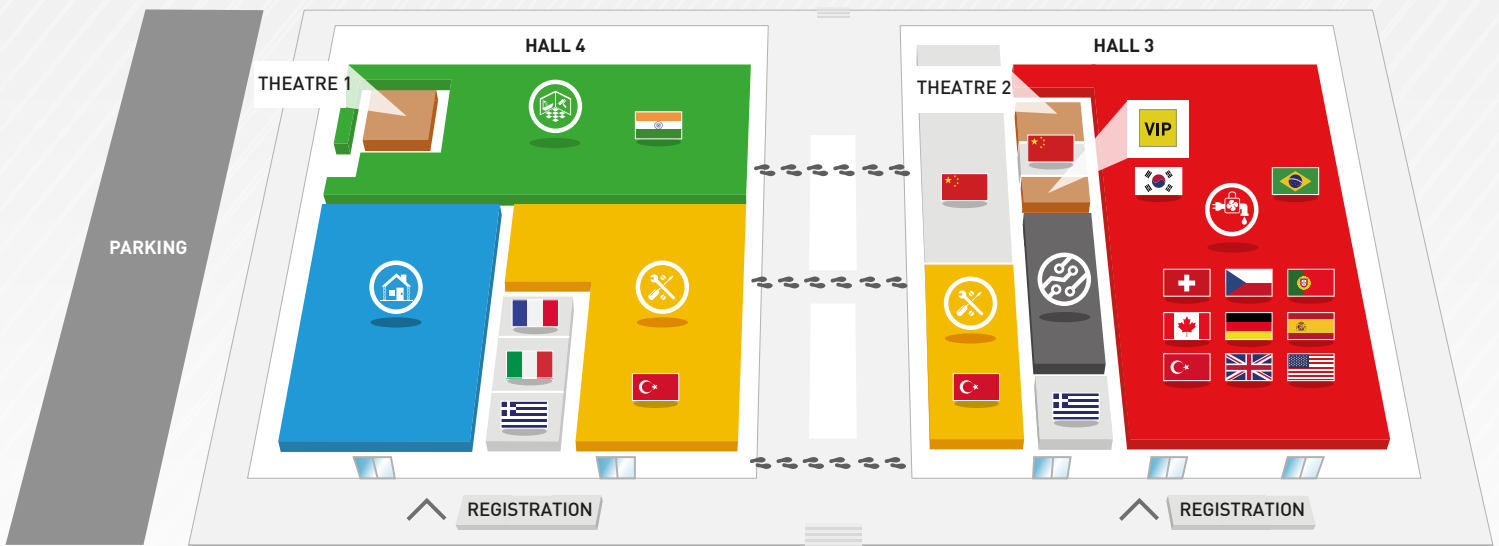 HALL 4
HALL 3
THEATRE 1
THEATRE 2
VIP
PARKING
REGISTRATION
REGISTRATION